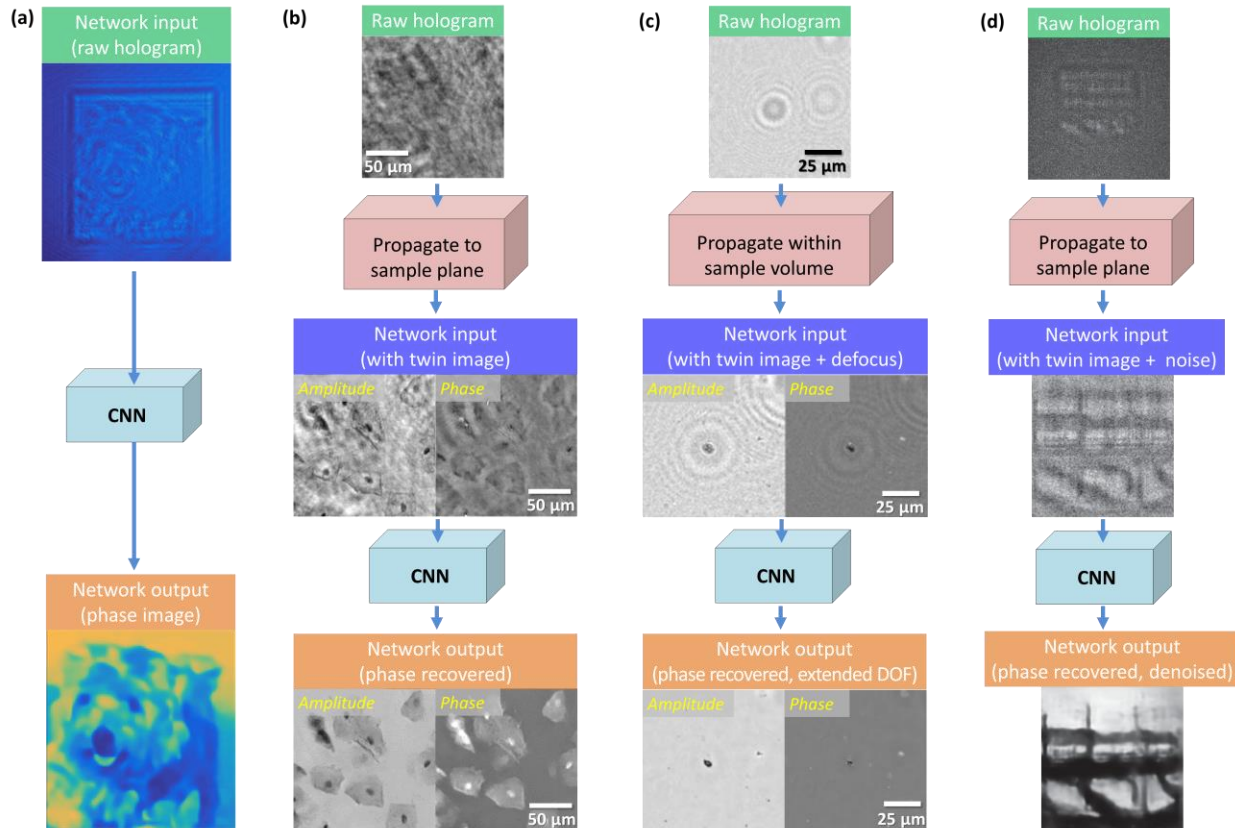 (a)
Network input
(raw hologram)
CNN
Network output
(phase image)
(b)
Raw hologram
50 µm
Propagate to
sample plane
Network input
(with twin image)
Amplitude
Phase
50 µm
CNN
Network output
(phase recovered)
Amplitude
Phase
50 µm
(c)
Raw hologram
25 µm
Propagate within
sample volume
Network input
(with twin image + defocus)
Amplitude
Phase
25 µm
CNN
Network output
(phase recovered, extended DOF)
Amplitude
Phase
25 µm
(d)
Raw hologram
Propagate to
sample plane
Network input
(with twin image + noise)
CNN
Network output
(phase recovered, denoised)